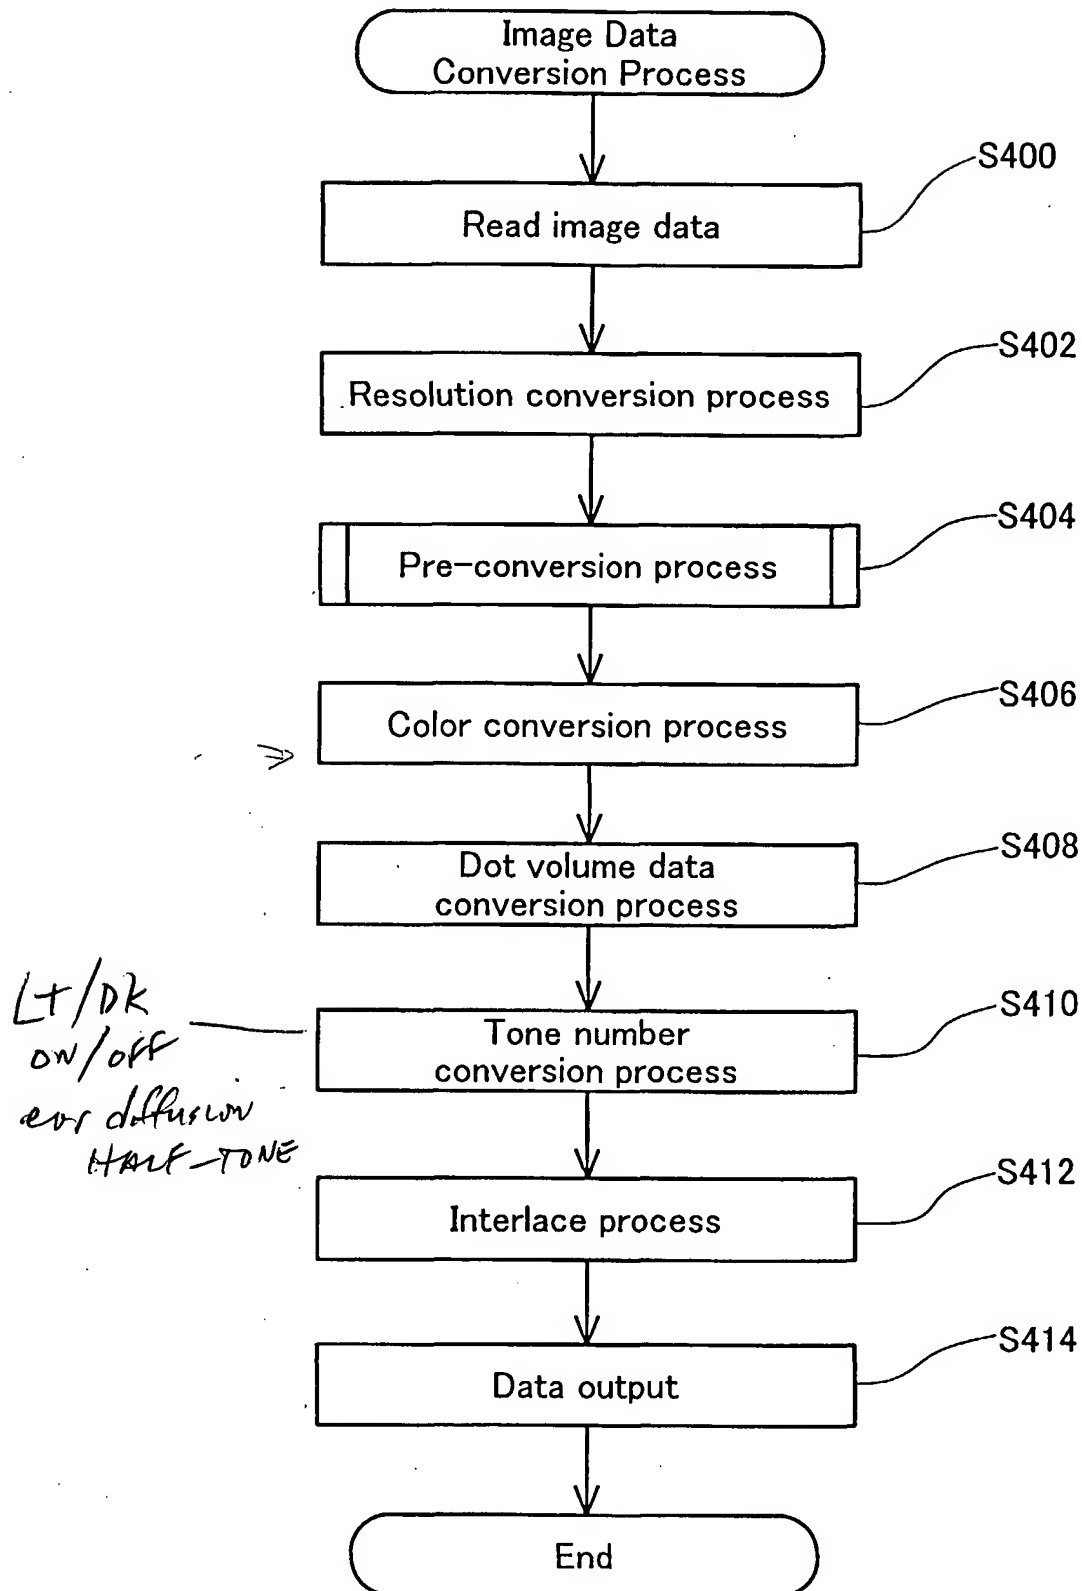 Image Data
Conversion Process
S400
Read image data
S402
Resolution conversion process
S404
Pre-conversion process
S406
Color conversion process
S408
Dot volume data
conversion process
LT/DK
ON/OFF
err diffusion
HALF-TONE
S410
Tone number
conversion process
S412
Interlace process
S414
Data output
End